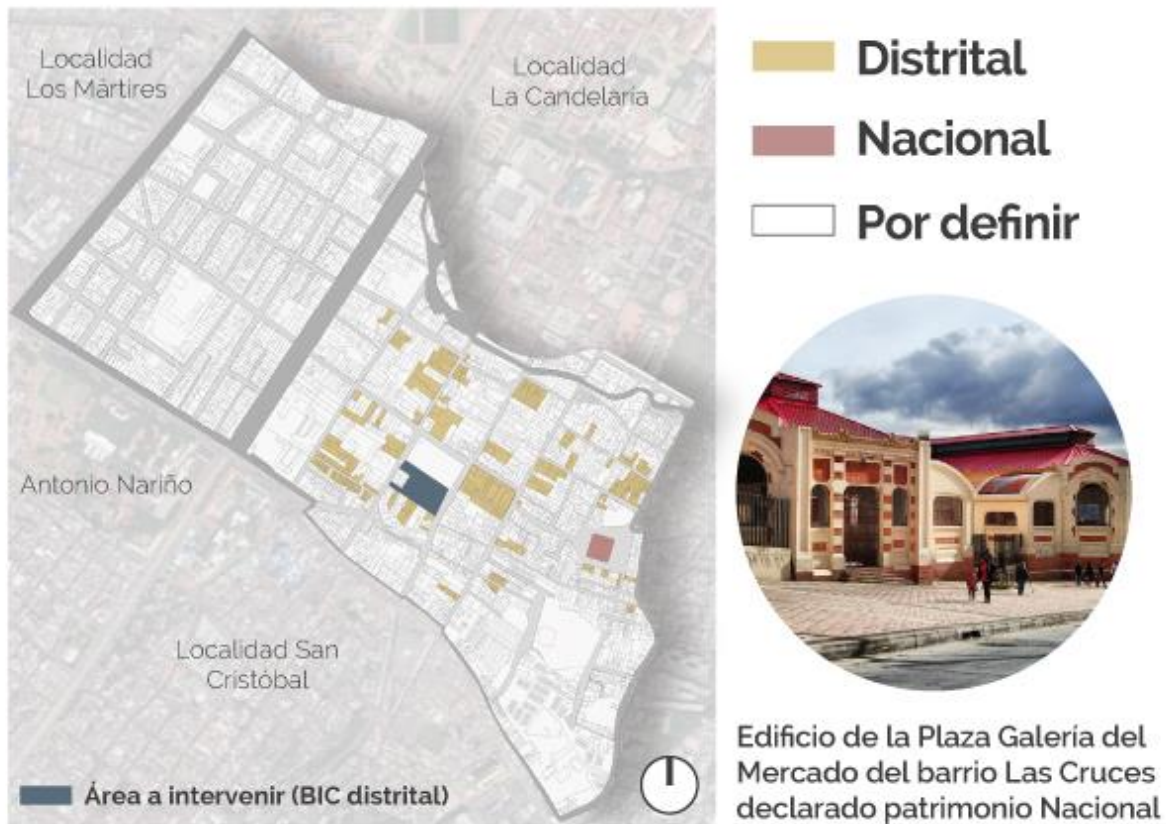 Localidad
Los Mártires
Localidad
La Candelaría
Antonio Nariño
Localidad San
Cristóbal
Área a intervenir (BIC distrital)
Distrital
Nacional
Por definir
Edificio de la Plaza Galería del
Mercado del barrio Las Cruces
declarado patrimonio Nacional